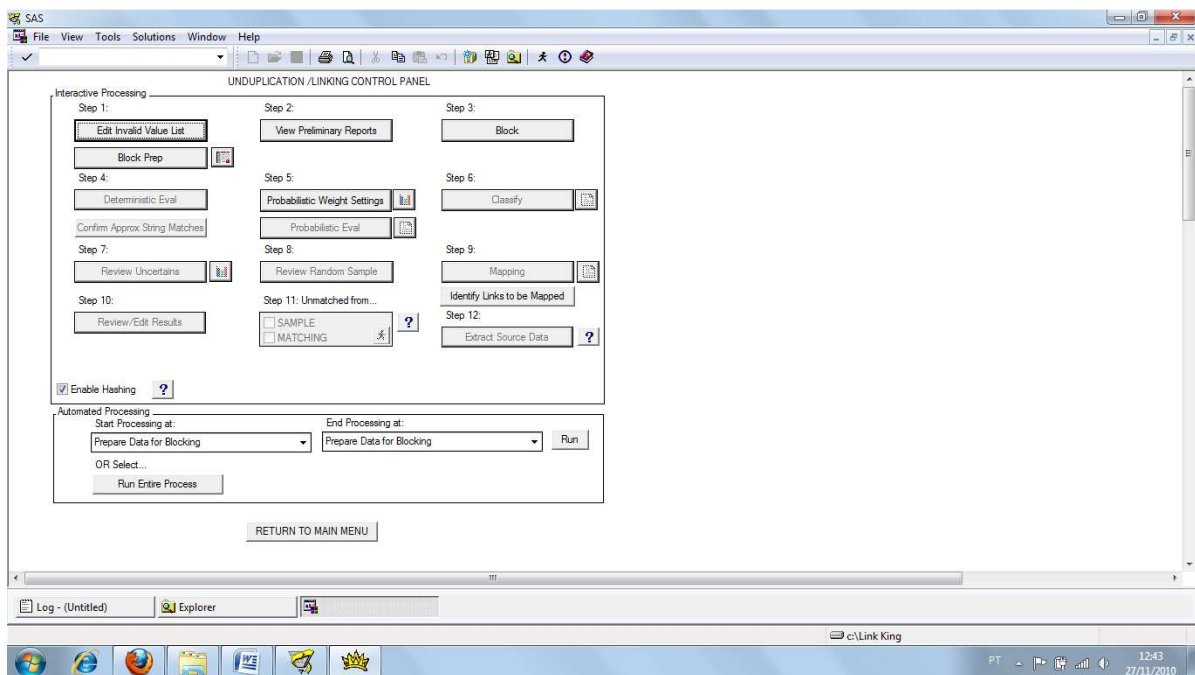 SAS
File View Tools Solutions Window Help
UNDUPLICATION /LINKING CONTROL PANEL
Interactive Processing
Step 1: Step 2: Step 3:
Edit Invalid Value List View Preliminary Reports Block
Block Prep
Step 4: Step 5: Step 6:
Deterministic Eval Probabilistic Weight Settings Classify
Confirm Approx String Matches Probabilistic Eval
Step 7: Step 8: Step 9:
Review Uncertains Review Random Sample Mapping
Identify Links to be Mapped
Step 10: Step 11: Unmatched from...
Step 12:
Review/Edit Results SAMPLE ?
MATCHING Extract Source Data ?
Enable Hashing ?
Automated Processing
Start Processing at: End Processing at:
Prepare Data for Blocking Prepare Data for Blocking Run
OR Select...
Run Entire Process
RETURN TO MAIN MENU
Log - (Untitled) Explorer
c:\Link King
PT 12:43
27/11/2010